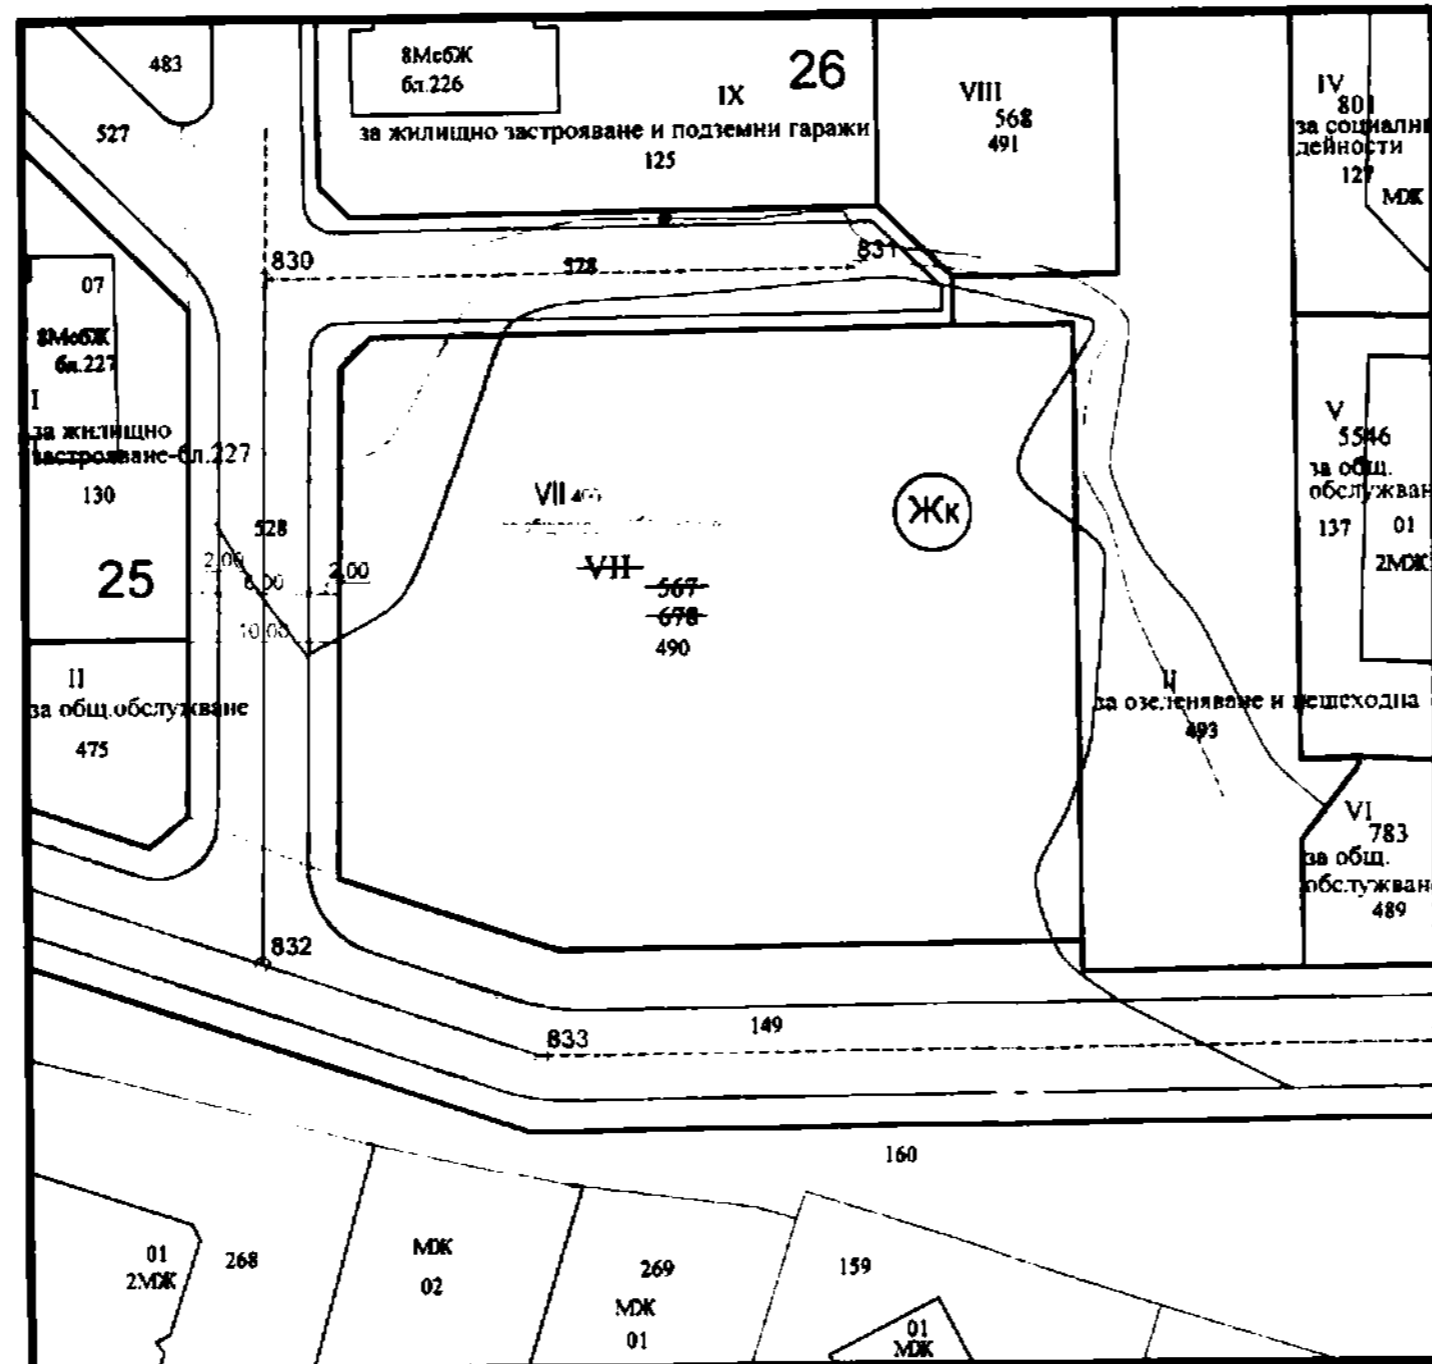 483
8МсбЖ
бл.226
26
IX
за жилищно застрояване и подземни гаражи
125
VIII
568
491
IV
801
за социални
дейности
127
МЖ
527
830
528
831
07
8МсбЖ
бл.227
I
за жилищно
застрояване-бл.227
130
25
528
2.00
6.00
2.00
10.00
VII
Жк
VII
567
678
490
V
5546
за общ.
обслужван
137
01
2МЖ
II
за общ.обслужване
475
II
за озеленяване и пешеходна
493
VI
783
за общ.
обслужван
489
832
833
149
160
01
2МЖ
268
МЖ
02
269
МЖ
01
159
01
МЖ